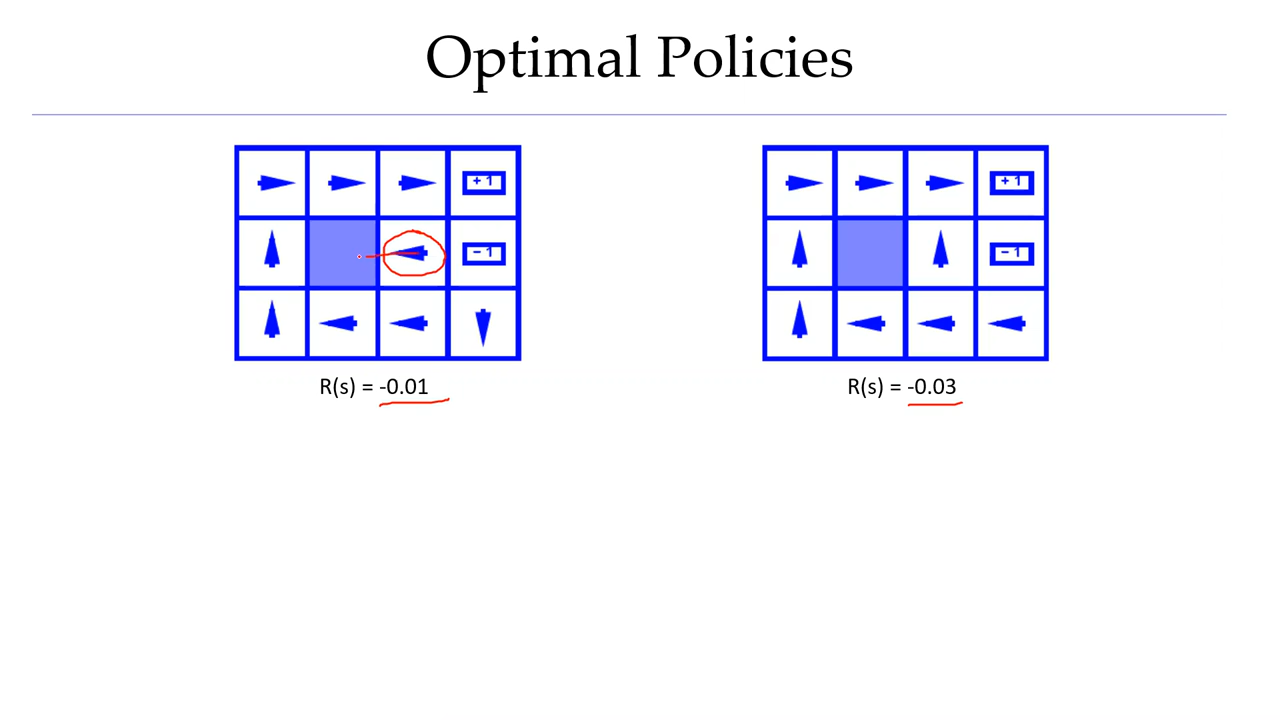 Optimal Policies
+1
+1
-1
-1
R(s) = -0.01
R(s) = -0.03